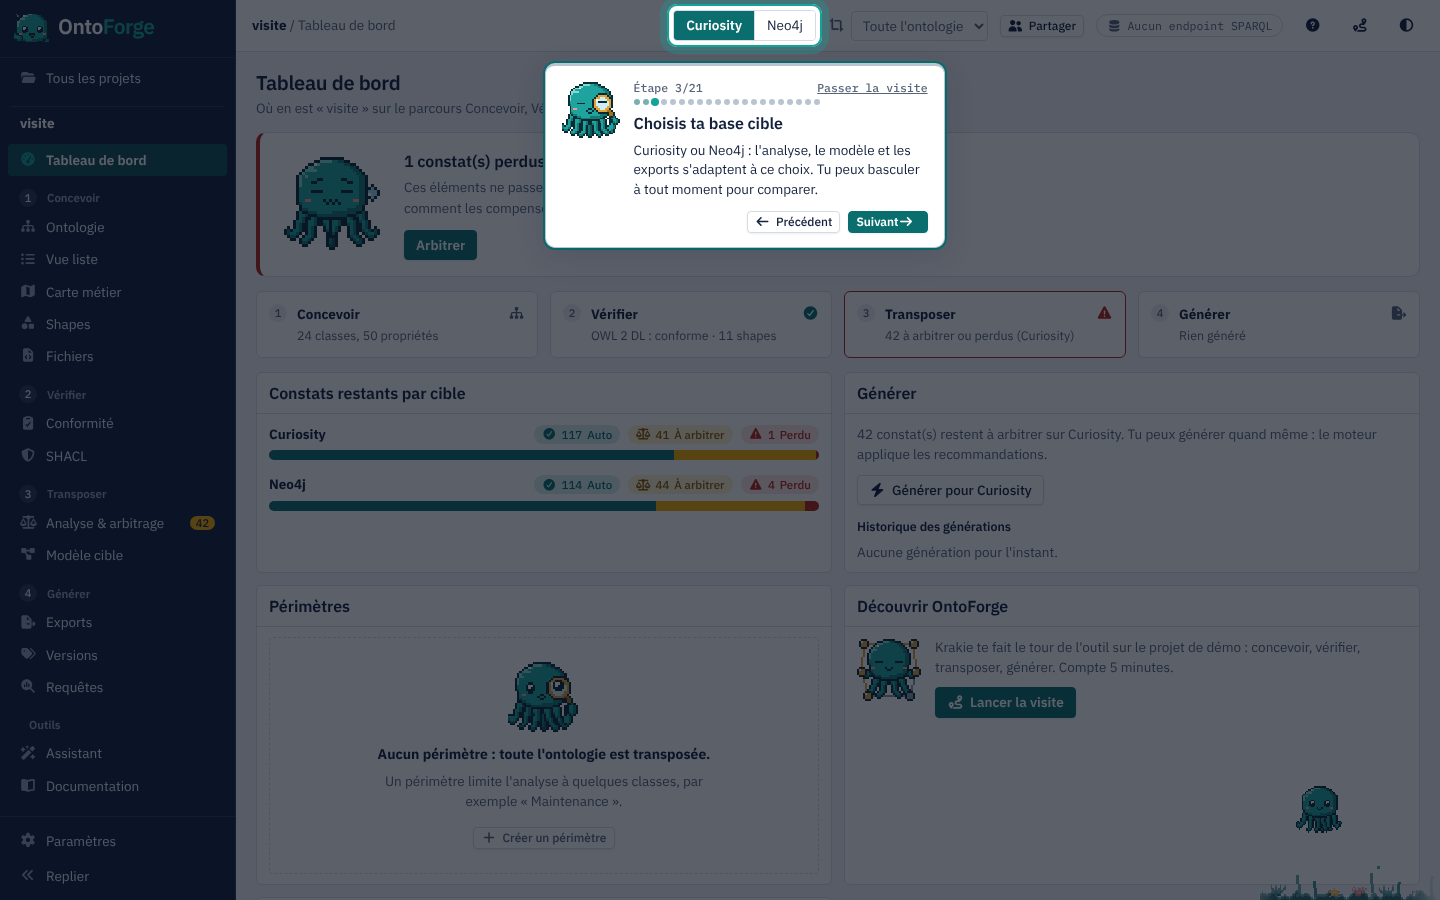 OntoForge
Tous les projets
visite
Tableau de bord
1 Concevoir
Ontologie
Vue liste
Carte métier
Shapes
Fichiers
2 Vérifier
Conformité
SHACL
3 Transposer
Analyse & arbitrage 42
Modèle cible
4 Générer
Exports
Versions
Requêtes
Outils
Assistant
Documentation
Paramètres
Replier
visite / Tableau de bord
Curiosity Neo4j
Toute l'ontologie
Partager
Aucun endpoint SPARQL
Étape 3/21
Passer la visite
Choisis ta base cible
Curiosity ou Neo4j : l'analyse, le modèle et les
exports s'adaptent à ce choix. Tu peux basculer
à tout moment pour comparer.
Précédent
Suivant
Tableau de bord
Où en est « visite » sur le parcours Concevoir,
1 constat(s) perdus
Ces éléments ne passe
comment les compense
Arbitrer
1 Concevoir
24 classes, 50 propriétés
2 Vérifier
OWL 2 DL : conforme · 11 shapes
3 Transposer
42 à arbitrer ou perdus (Curiosity)
4 Générer
Rien généré
Constats restants par cible
Curiosity 117 Auto 41 À arbitrer 1 Perdu
Neo4j 114 Auto 44 À arbitrer 4 Perdu
Générer
42 constat(s) restent à arbitrer sur Curiosity. Tu peux générer quand même : le moteur
applique les recommandations.
Générer pour Curiosity
Historique des générations
Aucune génération pour l'instant.
Périmètres
Aucun périmètre : toute l'ontologie est transposée.
Un périmètre limite l'analyse à quelques classes, par
exemple « Maintenance ».
Créer un périmètre
Découvrir OntoForge
Krakie te fait le tour de l'outil sur le projet de démo : concevoir, vérifier,
transposer, générer. Compte 5 minutes.
Lancer la visite